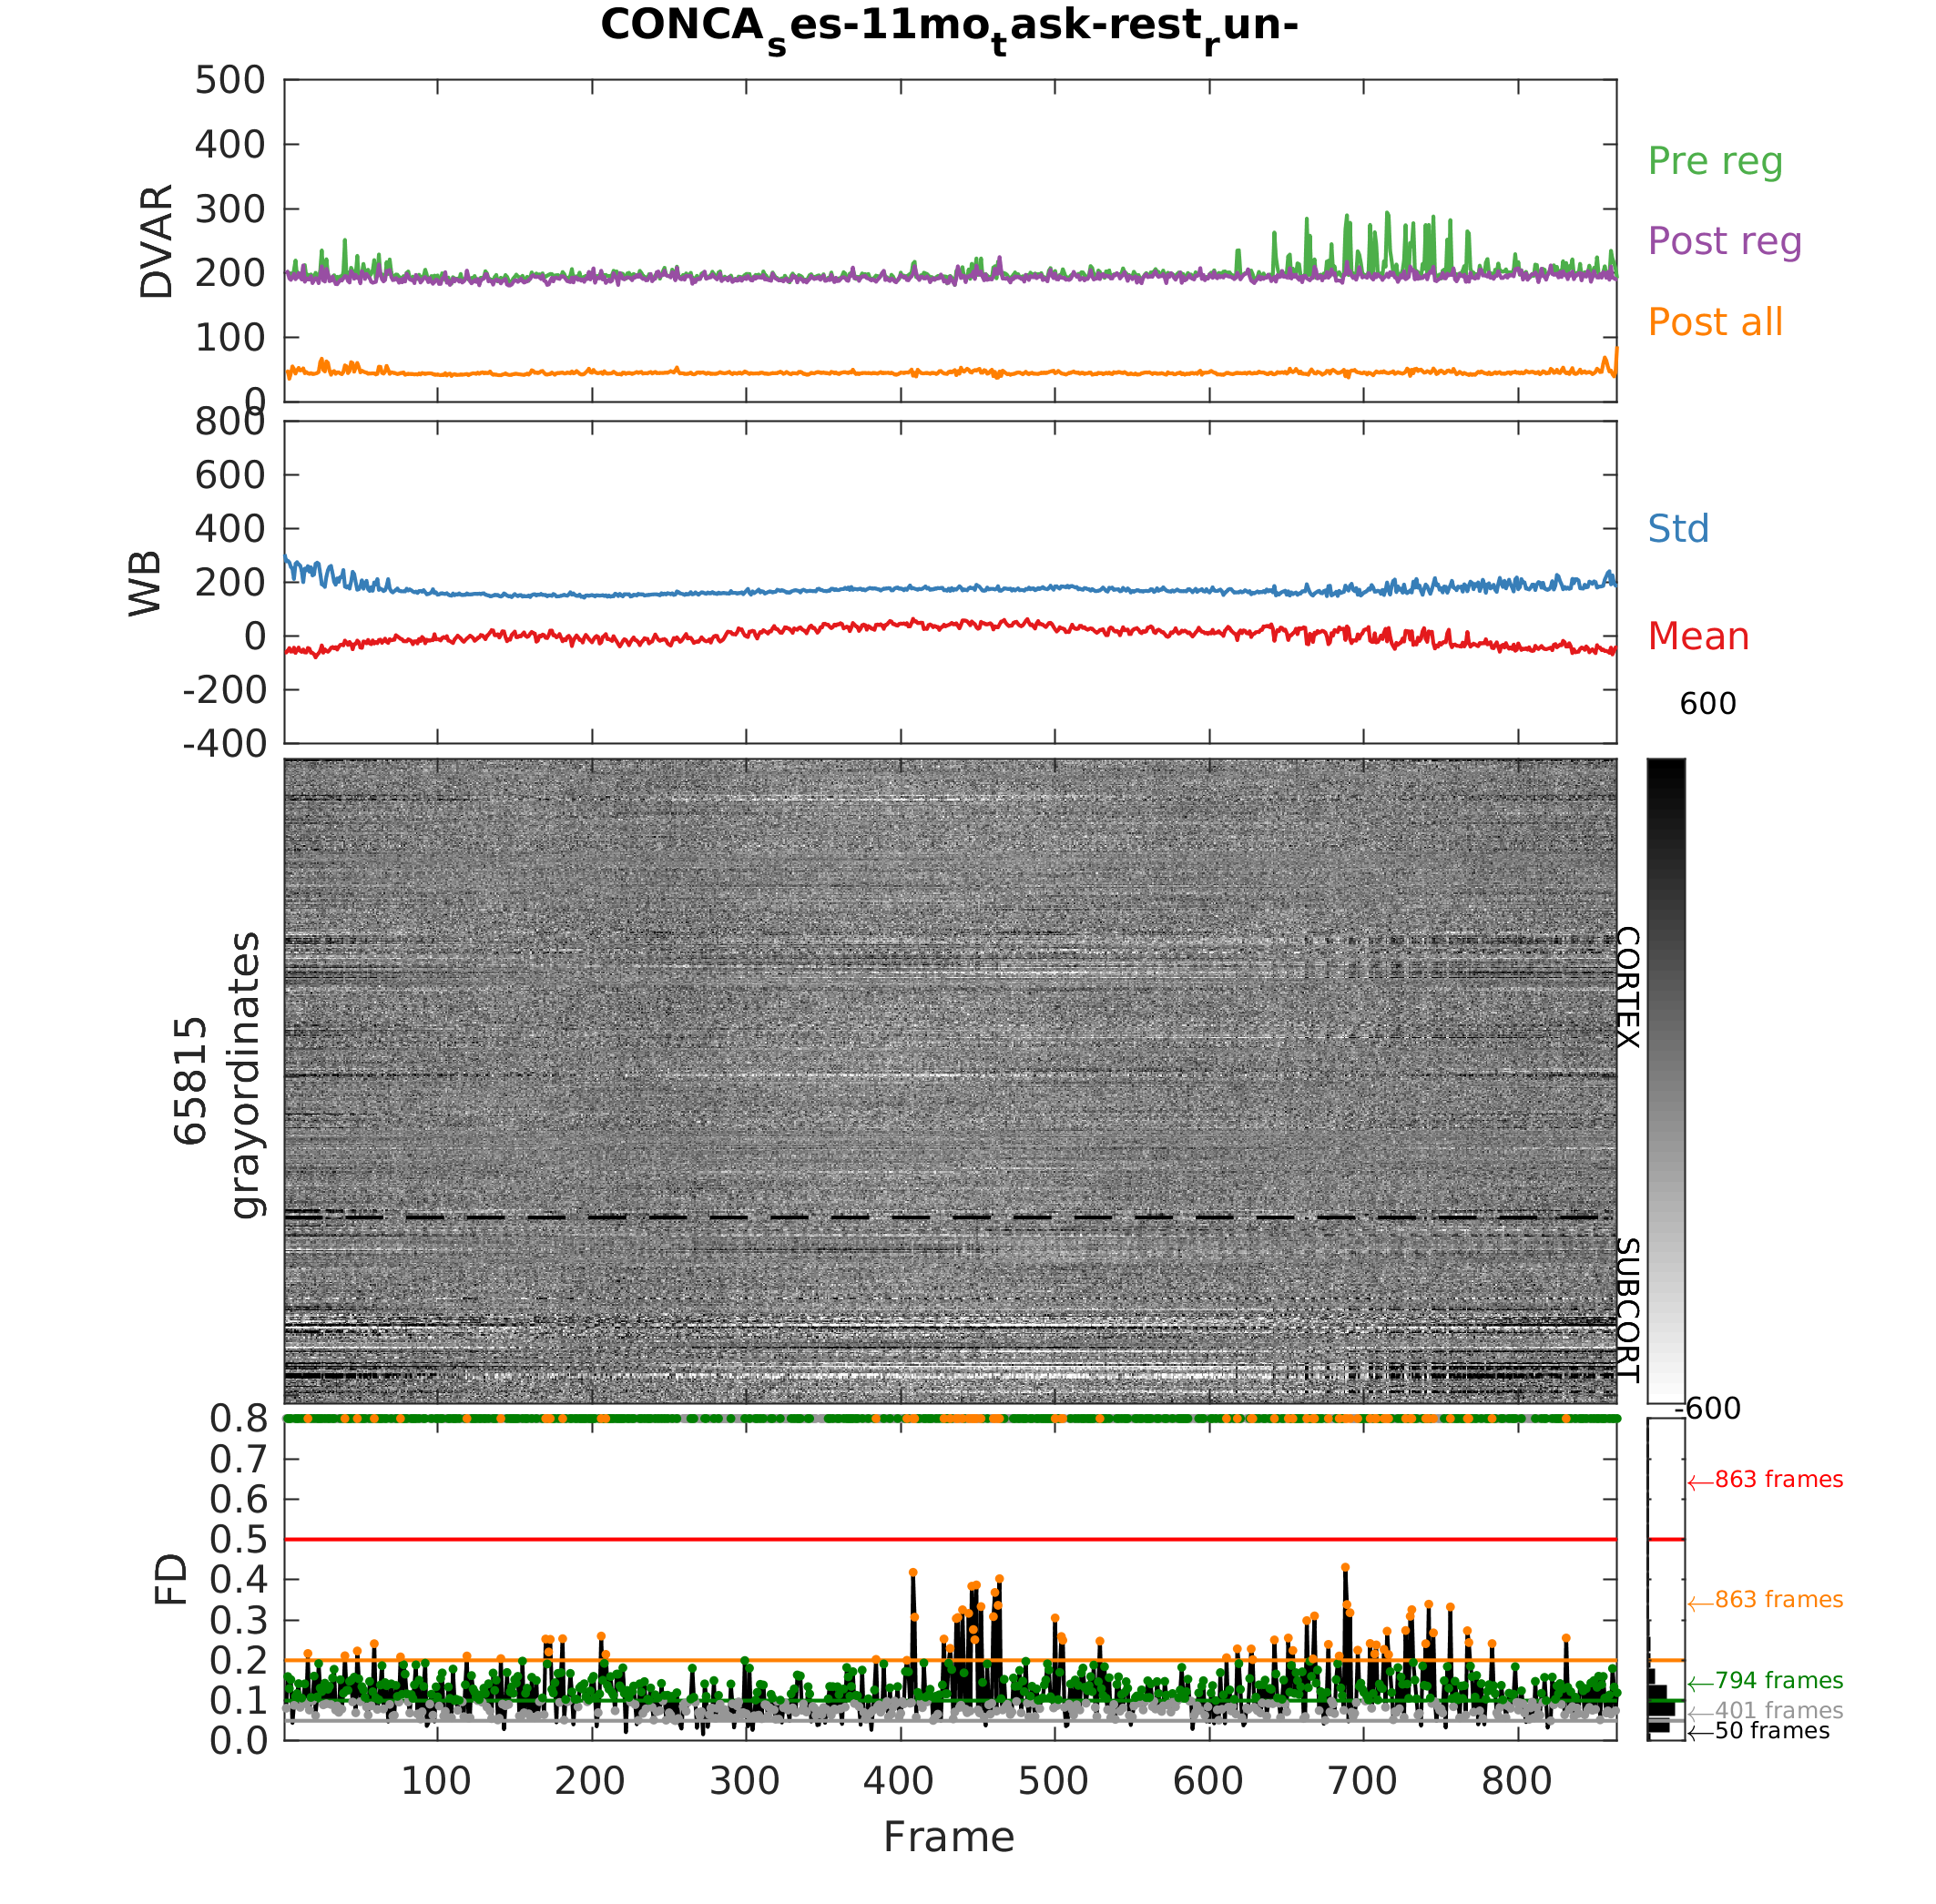 CONCAses-11motask-restrun-
500
400
300
200
100
0
DVAR
Pre reg
Post reg
Post all
800
600
400
200
0
-200
-400
WB
Std
Mean
600
65815
grayordinates
CORTEX
SUBCORT
-600
0.8
0.7
0.6
0.5
0.4
0.3
0.2
0.1
0.0
FD
←863 frames
←863 frames
←794 frames
←401 frames
←50 frames
100 200 300 400 500 600 700 800
Frame